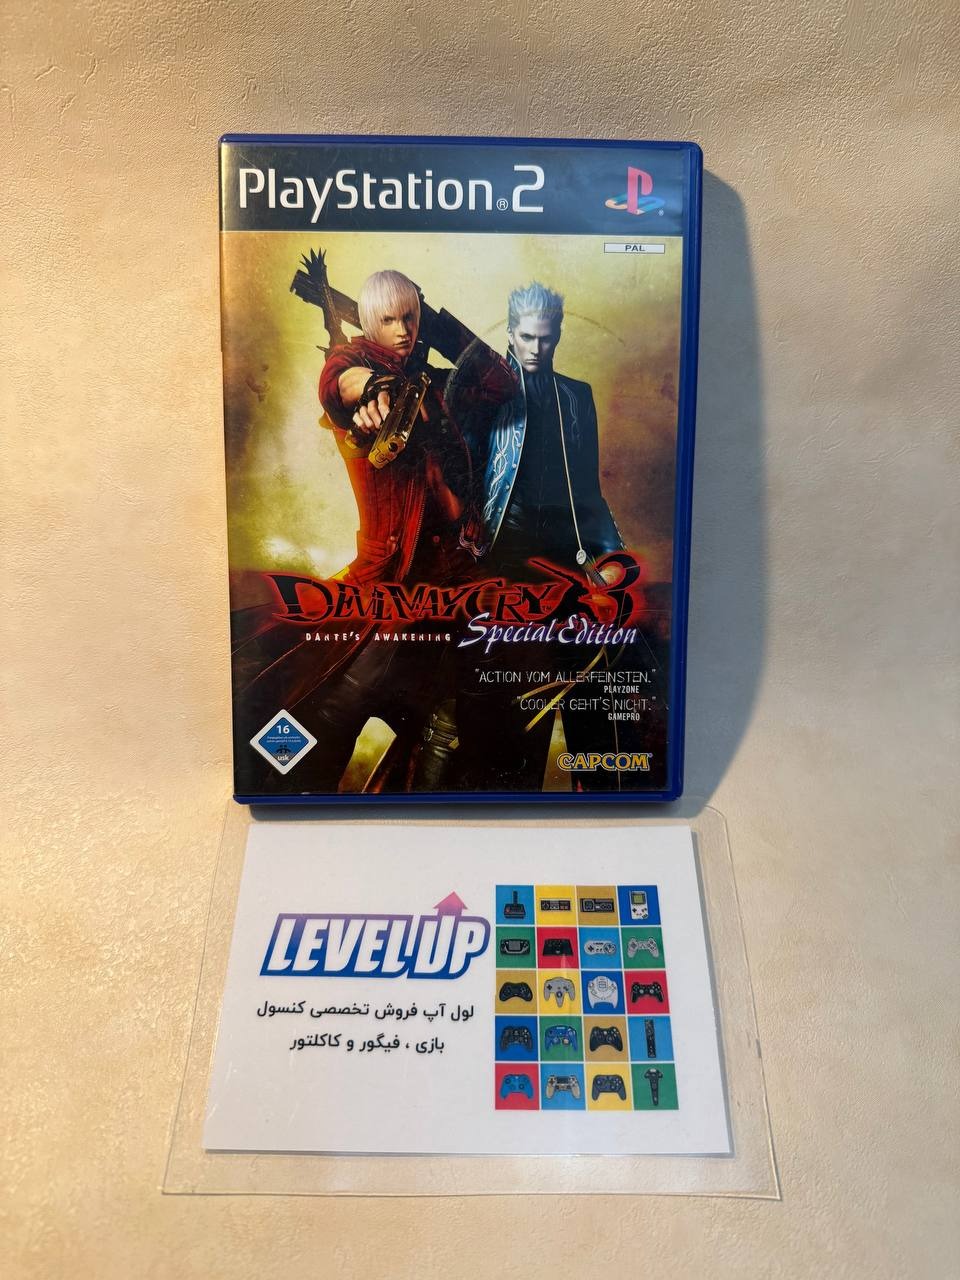 PlayStation®2
PAL
DEVIL MAY CRY 3
DANTE'S AWAKENING Special Edition
"ACTION VOM ALLERFEINSTEN."
PLAYZONE
"COOLER GEHT'S NICHT."
GAMEPRO
16
usk
CAPCOM
LEVEL UP
لول آپ فروش تخصصی کنسول
بازی ، فیگور و کاکلتور